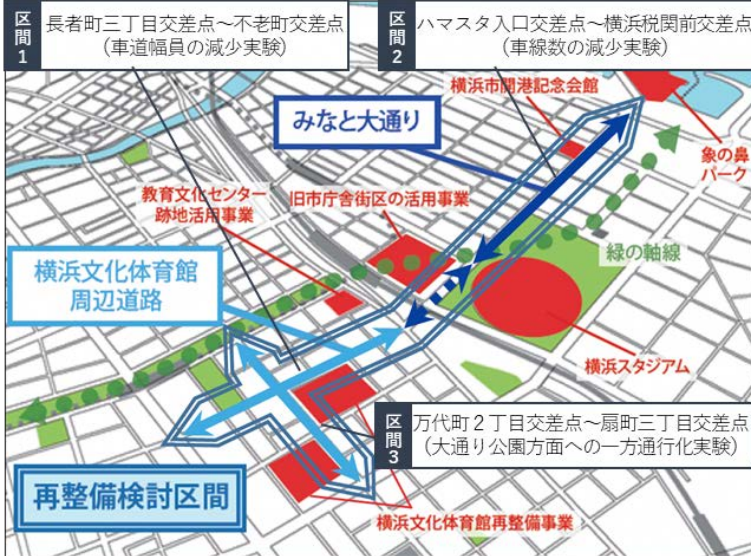 区間1
長者町三丁目交差点～不老町交差点
(車道幅員の減少実験)
区間2
ハマスタ入口交差点～横浜税関前交差点
(車線数の減少実験)
横浜市開港記念会館
みなと大通り
象の鼻
パーク
教育文化センター
跡地活用事業
旧市庁舎街区の活用事業
緑の軸線
横浜文化体育館
周辺道路
横浜スタジアム
区間3
万代町２丁目交差点～扇町三丁目交差点
(大通り公園方面への一方通行化実験)
再整備検討区間
横浜文化体育館再整備事業